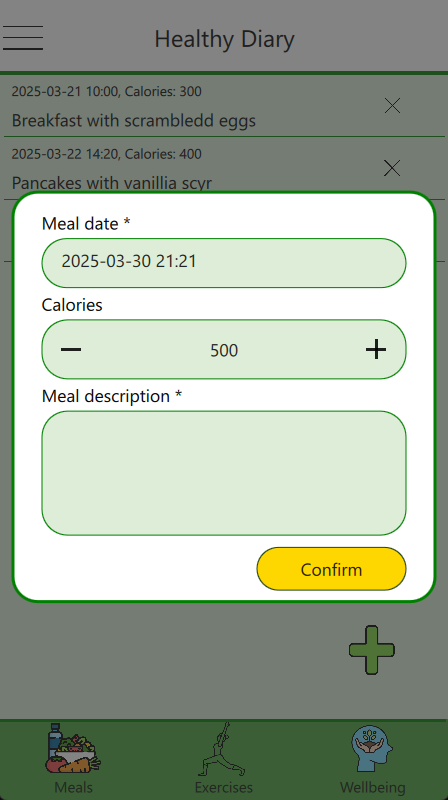 Healthy Diary
2025-03-21 10:00, Calories: 300
Breakfast with scrambledd eggs
2025-03-22 14:20, Calories: 400
Pancakes with vanillia scyr
Meal date *
2025-03-30 21:21
Calories
500
Meal description *
Confirm
Meals Exercises Wellbeing